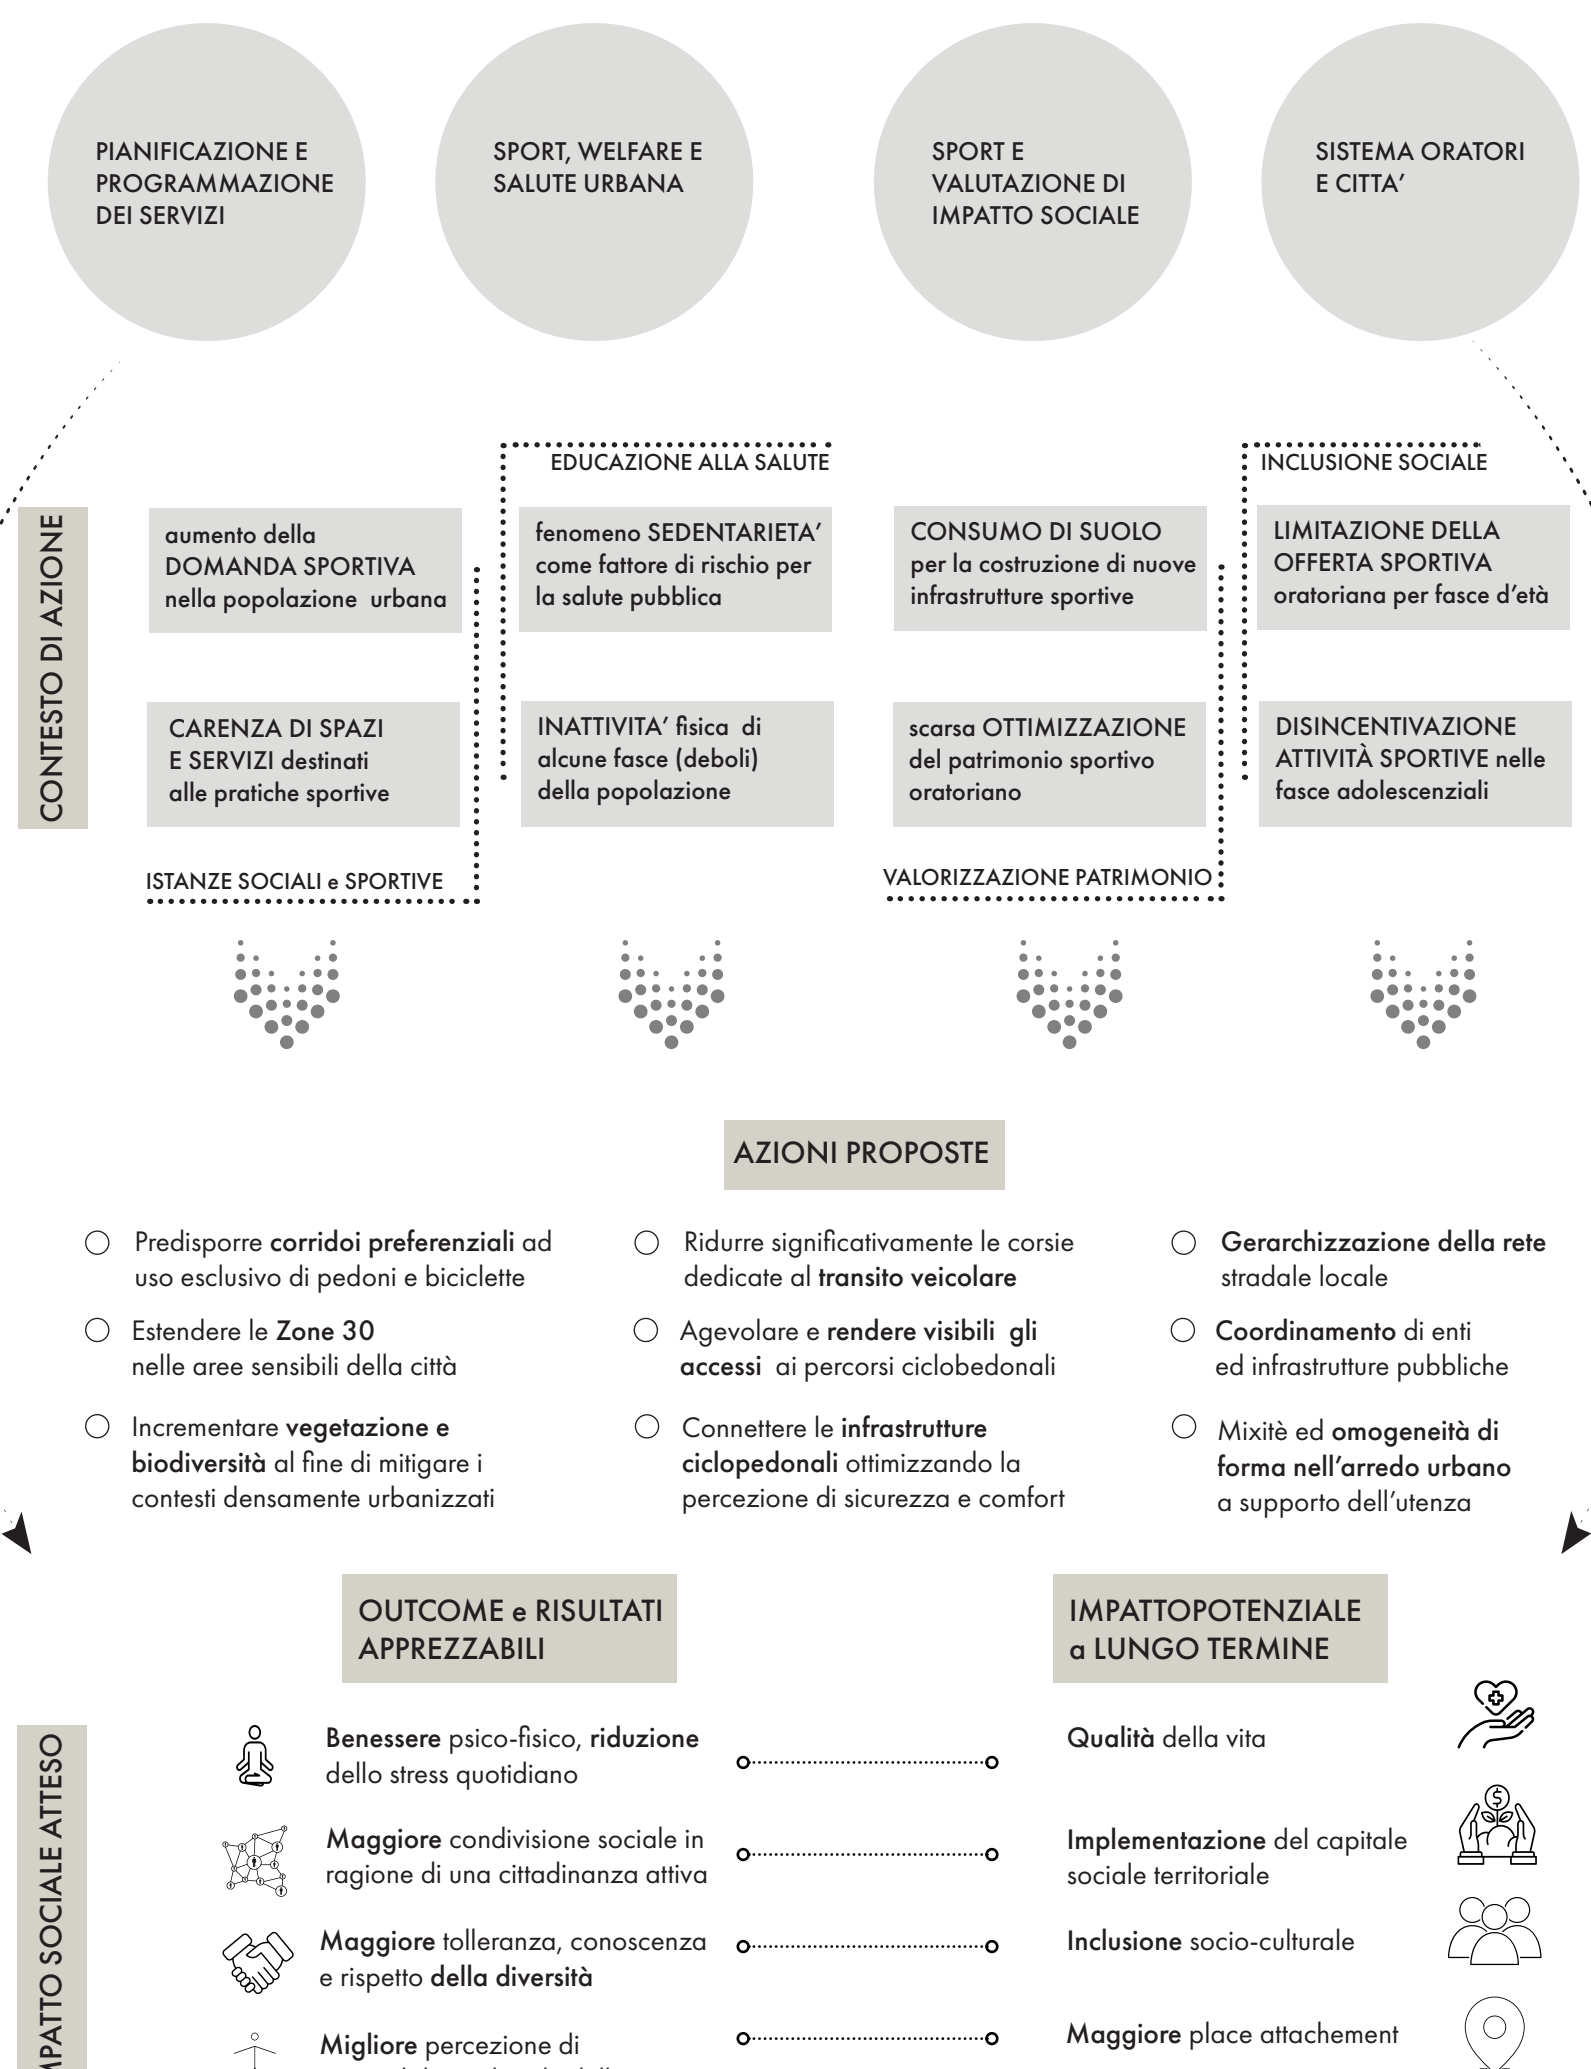 PIANIFICAZIONE E
PROGRAMMAZIONE
DEI SERVIZI
SPORT, WELFARE E
SALUTE URBANA
SPORT E
VALUTAZIONE DI
IMPATTO SOCIALE
SISTEMA ORATORI
E CITTA’
CONTESTO DI AZIONE
EDUCAZIONE ALLA SALUTE
INCLUSIONE SOCIALE
aumento della
DOMANDA SPORTIVA
nella popolazione urbana
fenomeno SEDENTARIETA’
come fattore di rischio per
la salute pubblica
CONSUMO DI SUOLO
per la costruzione di nuove
infrastrutture sportive
LIMITAZIONE DELLA
OFFERTA SPORTIVA
oratoriana per fasce d’età
CARENZA DI SPAZI
E SERVIZI destinati
alle pratiche sportive
INATTIVITA’ fisica di
alcune fasce (deboli)
della popolazione
scarsa OTTIMIZZAZIONE
del patrimonio sportivo
oratoriano
DISINCENTIVAZIONE
ATTIVITÀ SPORTIVE nelle
fasce adolescenziali
ISTANZE SOCIALI e SPORTIVE
VALORIZZAZIONE PATRIMONIO
AZIONI PROPOSTE
Predisporre corridoi preferenziali ad
uso esclusivo di pedoni e biciclette
Ridurre significativamente le corsie
dedicate al transito veicolare
Gerarchizzazione della rete
stradale locale
Estendere le Zone 30
nelle aree sensibili della città
Agevolare e rendere visibili gli
accessi ai percorsi ciclobedonali
Coordinamento di enti
ed infrastrutture pubbliche
Incrementare vegetazione e
biodiversità al fine di mitigare i
contesti densamente urbanizzati
Connettere le infrastrutture
ciclopedonali ottimizzando la
percezione di sicurezza e comfort
Mixitè ed omogeneità di
forma nell’arredo urbano
a supporto dell’utenza
OUTCOME e RISULTATI
APPREZZABILI
IMPATTOPOTENZIALE
a LUNGO TERMINE
MPATTO SOCIALE ATTESO
Benessere psico-fisico, riduzione
dello stress quotidiano
Qualità della vita
Maggiore condivisione sociale in
ragione di una cittadinanza attiva
Implementazione del capitale
sociale territoriale
Maggiore tolleranza, conoscenza
e rispetto della diversità
Inclusione socio-culturale
Migliore percezione di
Maggiore place attachement